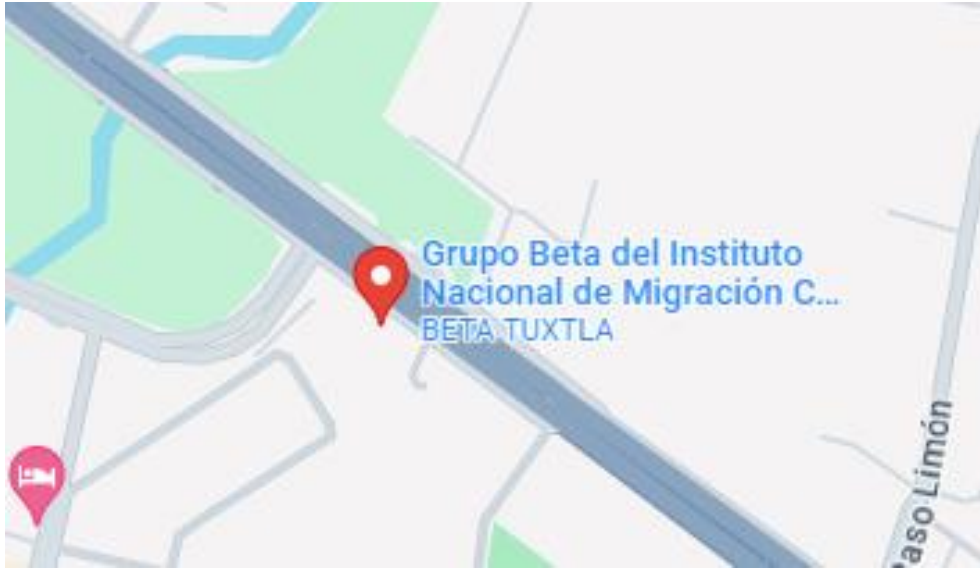 Grupo Beta del Instituto
Nacional de Migración C...
BETA TUXTLA
Paso Limón